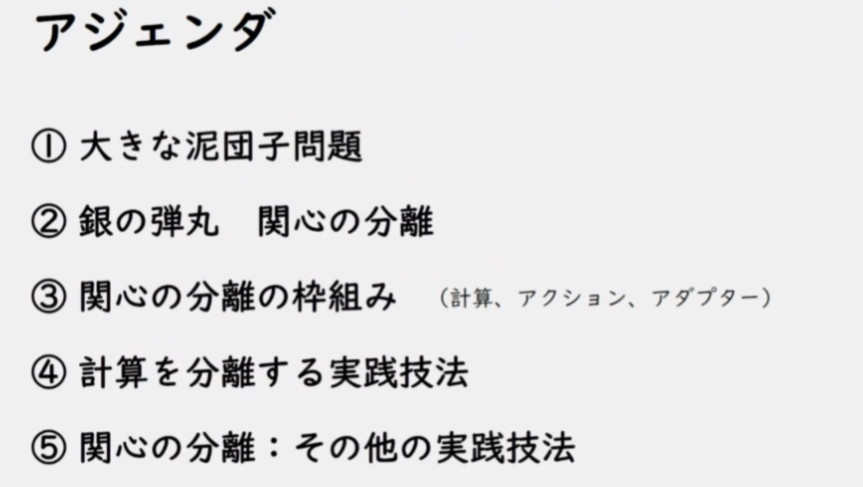 アジェンダ
① 大きな泥団子問題
② 銀の弾丸　関心の分離
③ 関心の分離の枠組み　（計算、アクション、アダプター）
④ 計算を分離する実践技法
⑤ 関心の分離：その他の実践技法